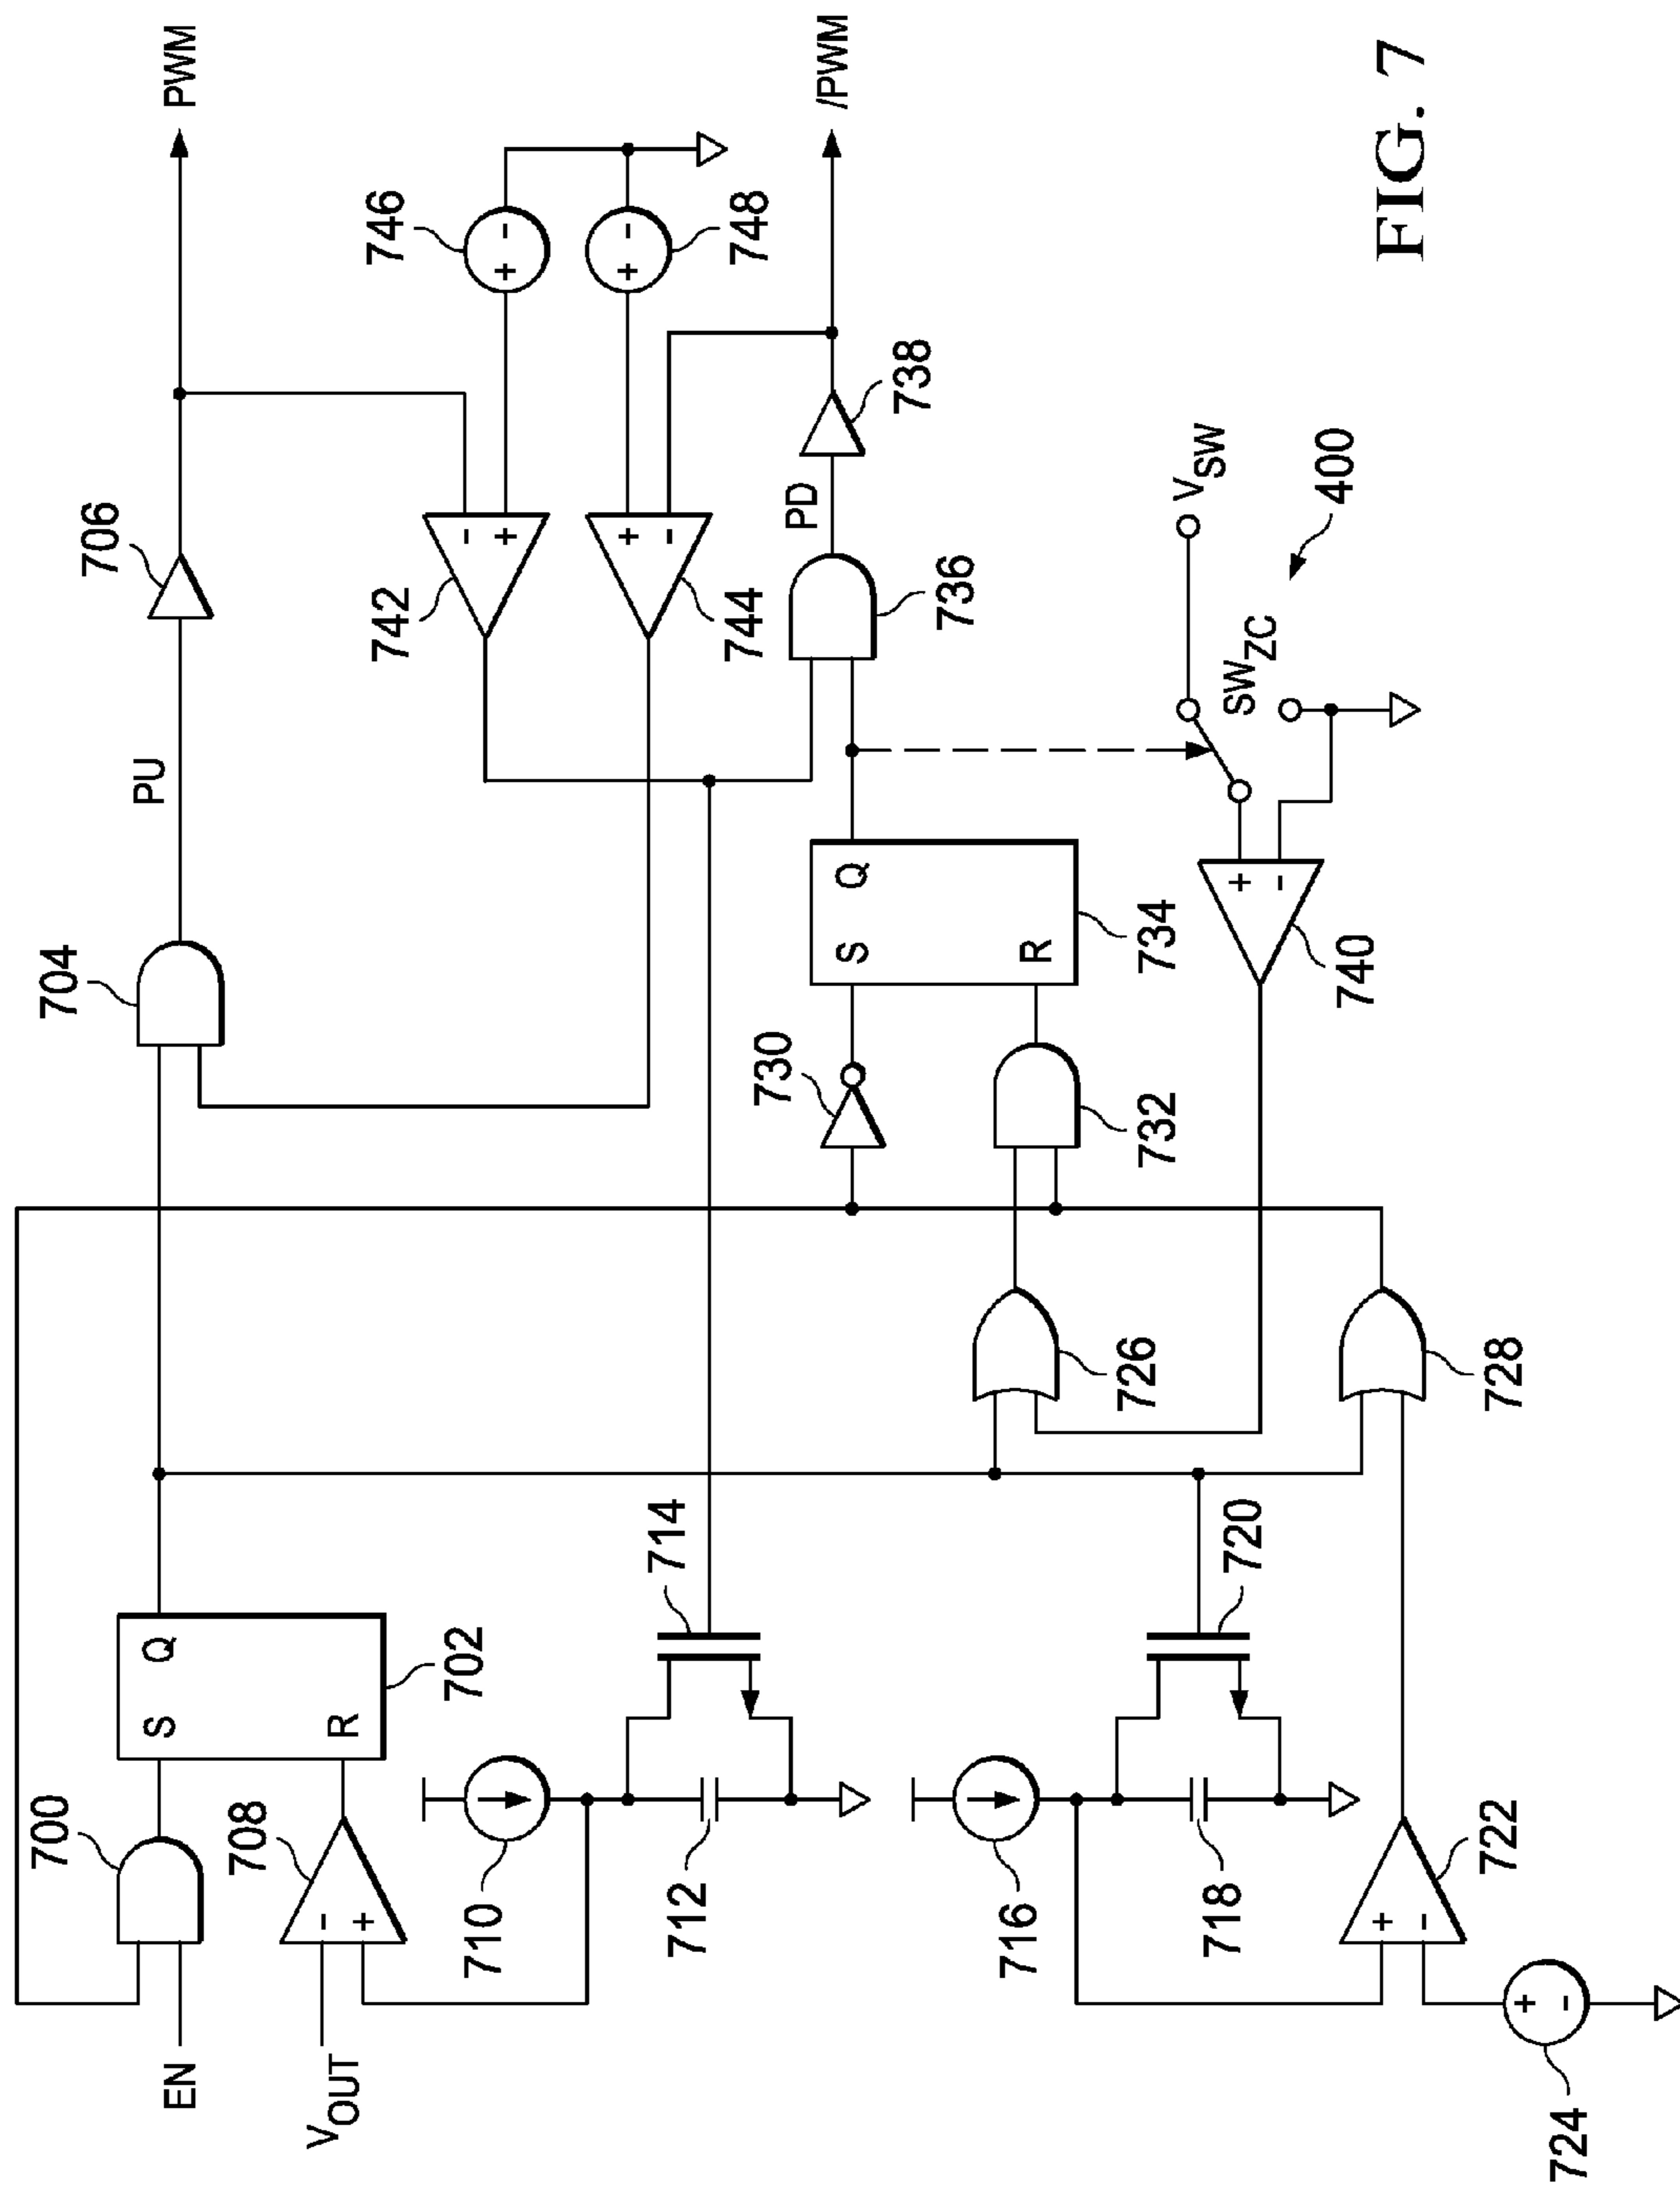 EN
V_OUT
700
708
-
+
S
Q
R
702
704
PU
706
PWM
710
712
714
742
-
+
744
+
-
746
+ -
748
+ -
716
718
720
730
732
S
Q
R
734
736
PD
738
/PWM
726
728
740
+
-
SW_ZC
V_SW
400
722
+
-
724
+
-
FIG. 7